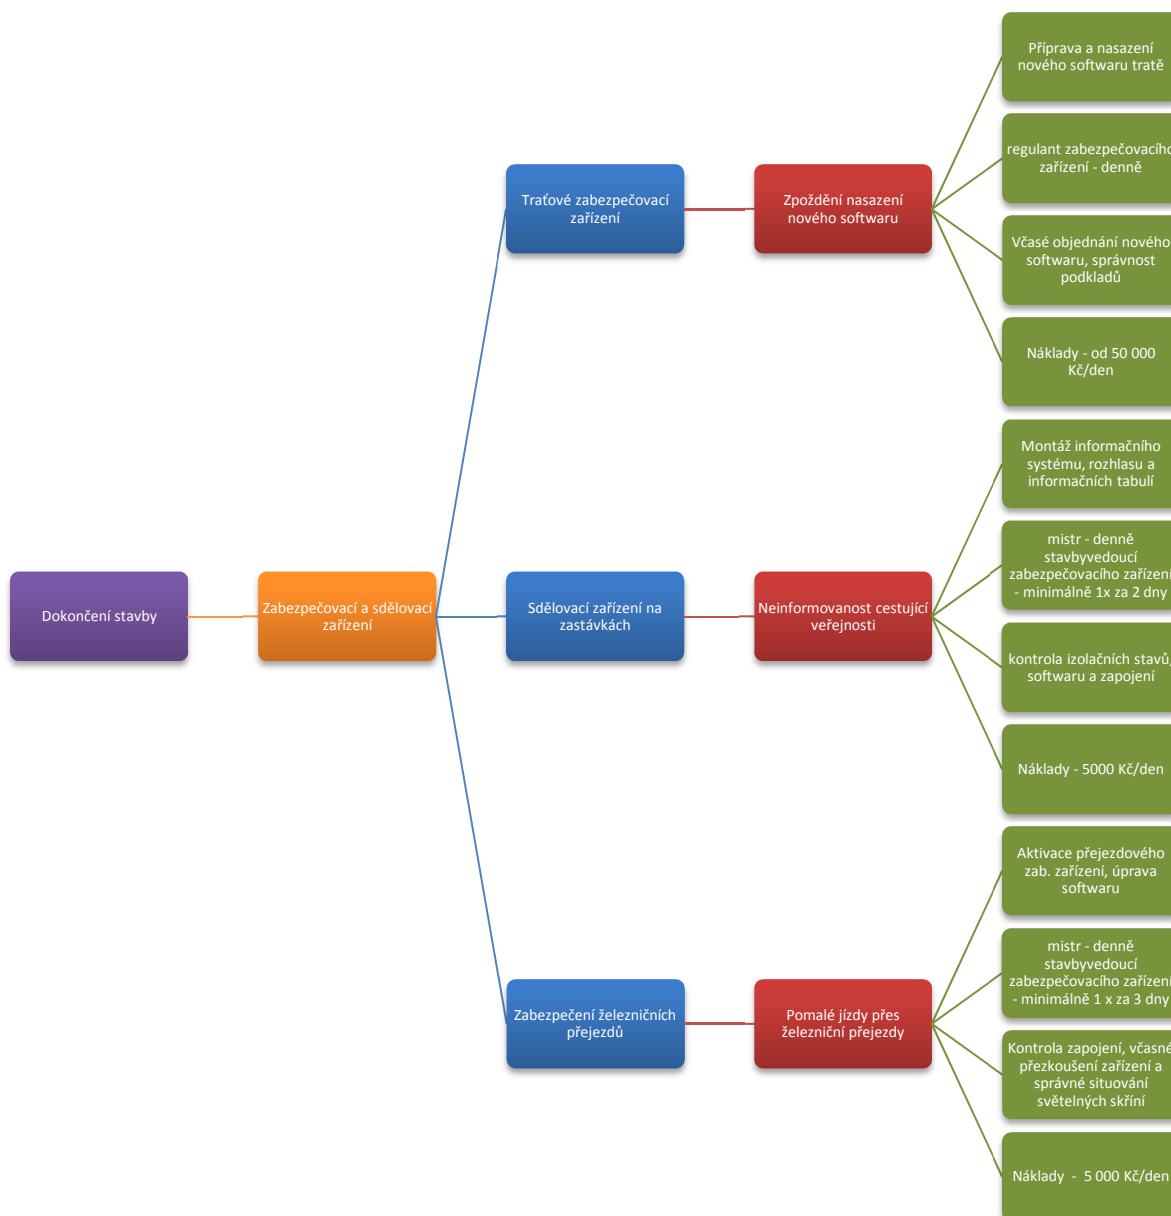 Příprava a nasazení
nového softwaru tratě
regulant zabezpečovacího
zařízení - denně
Traťové zabezpečovací
zařízení
Zpoždění nasazení
nového softwaru
Včasé objednání nového
softwaru, správnost
podkladů
Náklady - od 50 000
Kč/den
Montáž informačního
systému, rozhlasu a
informačních tabulí
mistr - denně
stavbyvedoucí
zabezpečovacího zařízení
- minimálně 1x za 2 dny
Dokončení stavby
Zabezpečovací a sdělovací
zařízení
Sdělovací zařízení na
zastávkách
Neinformovanost cestující
veřejnosti
kontrola izolačních stavů,
softwaru a zapojení
Náklady - 5000 Kč/den
Aktivace přejezdového
zab. zařízení, úprava
softwaru
mistr - denně
stavbyvedoucí
zabezpečovacího zařízení
- minimálně 1 x za 3 dny
Zabezpečení železničních
přejezdů
Pomalé jízdy přes
železniční přejezdy
Kontrola zapojení, včasné
přezkoušení zařízení a
správné situování
světelných skříní
Náklady - 5 000 Kč/den